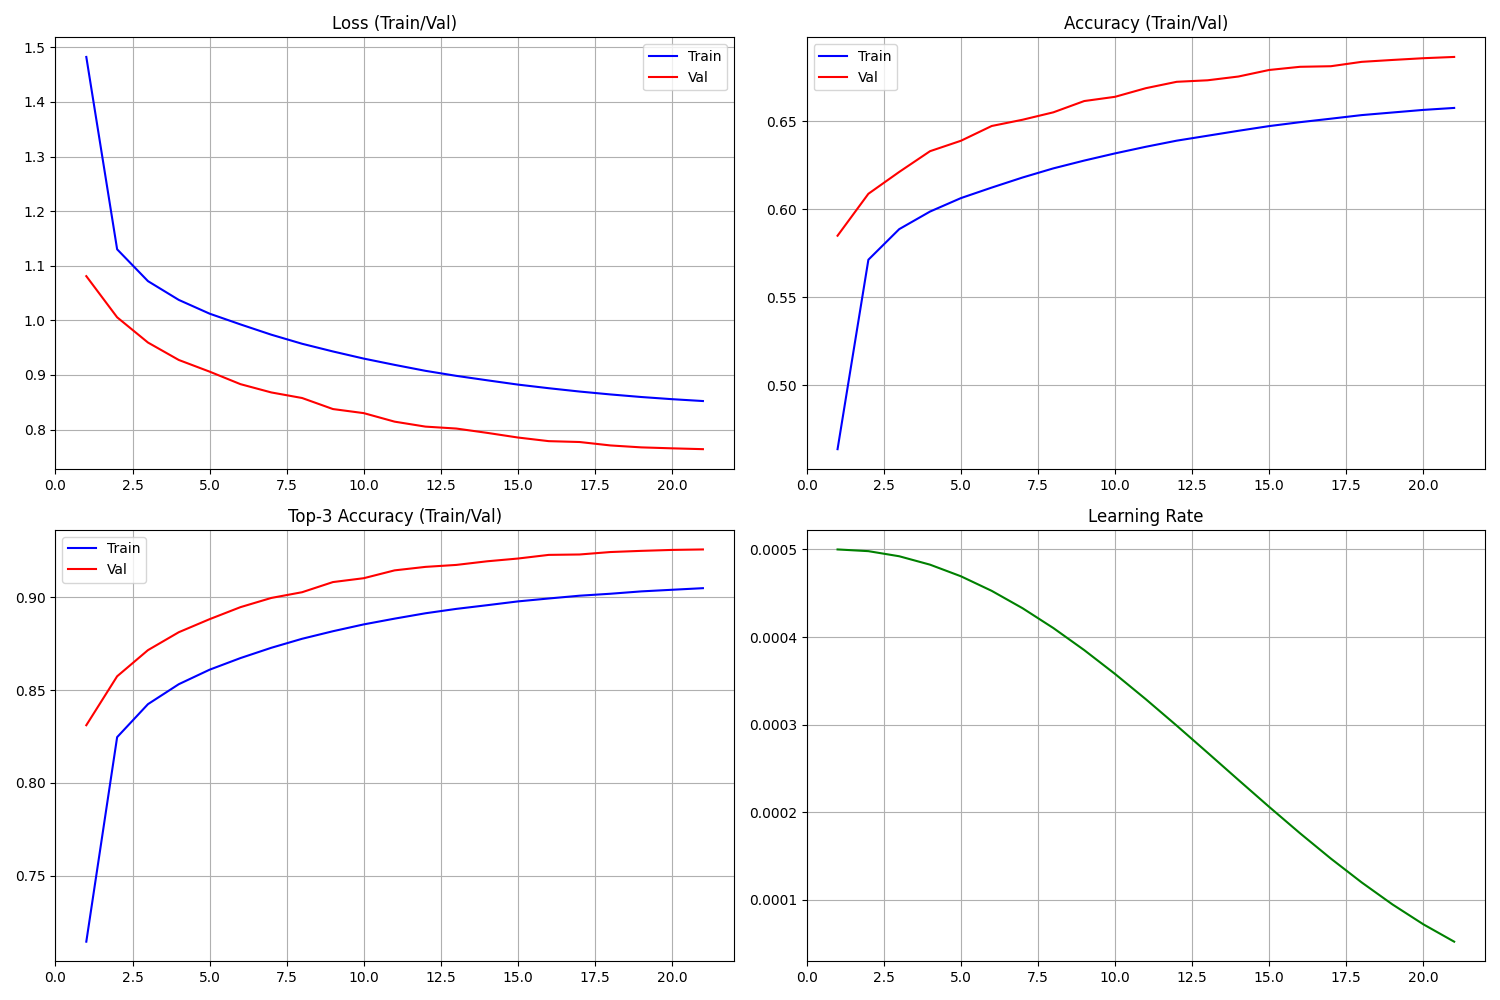 Loss (Train/Val)
Train
Val
1.5
1.4
1.3
1.2
1.1
1.0
0.9
0.8
0.0 2.5 5.0 7.5 10.0 12.5 15.0 17.5 20.0
Accuracy (Train/Val)
Train
Val
0.65
0.60
0.55
0.50
0.0 2.5 5.0 7.5 10.0 12.5 15.0 17.5 20.0
Top-3 Accuracy (Train/Val)
Train
Val
0.90
0.85
0.80
0.75
0.0 2.5 5.0 7.5 10.0 12.5 15.0 17.5 20.0
Learning Rate
0.0005
0.0004
0.0003
0.0002
0.0001
0.0 2.5 5.0 7.5 10.0 12.5 15.0 17.5 20.0